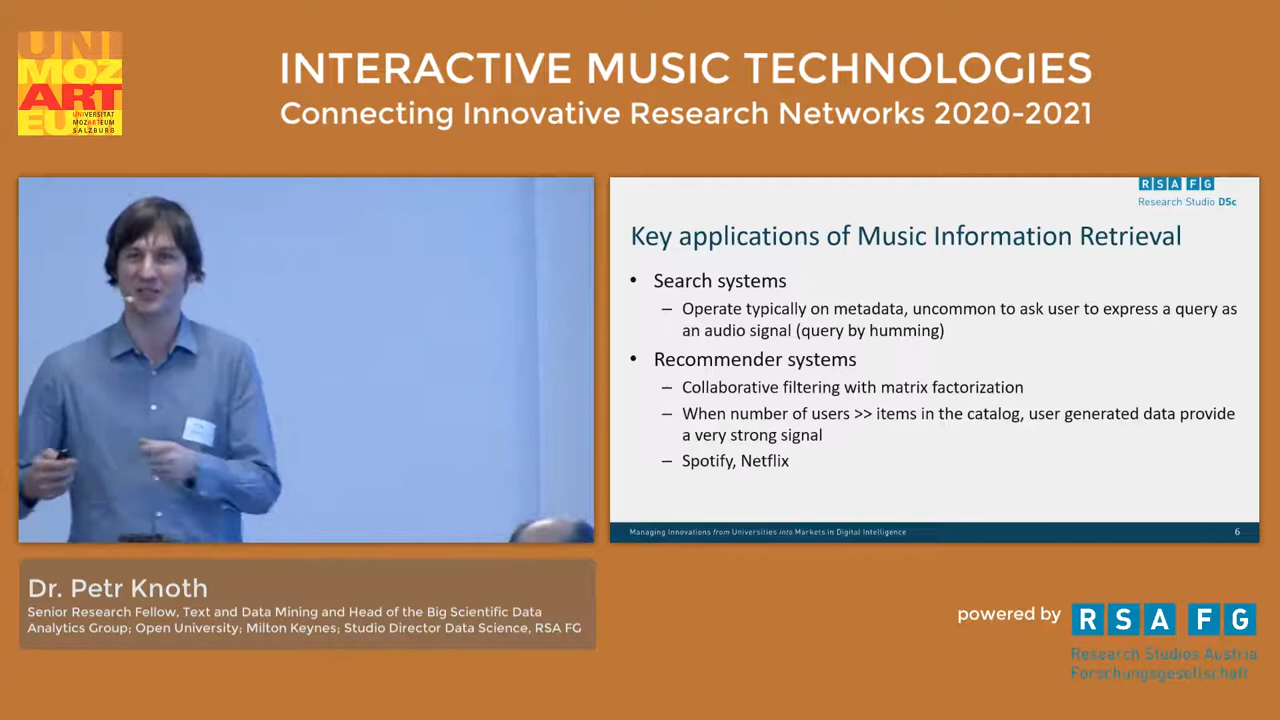 UNI
MOZ
ART
EU
UNIVERSITÄT
MOZARTEUM
SALZBURG
INTERACTIVE MUSIC TECHNOLOGIES
Connecting Innovative Research Networks 2020-2021
RSA FG
Research Studio DSc
Key applications of Music Information Retrieval
• Search systems
– Operate typically on metadata, uncommon to ask user to express a query as
an audio signal (query by humming)
• Recommender systems
– Collaborative filtering with matrix factorization
– When number of users >> items in the catalog, user generated data provide
a very strong signal
– Spotify, Netflix
Managing Innovations from Universities into Markets in Digital Intelligence
6
Dr. Petr Knoth
Senior Research Fellow, Text and Data Mining and Head of the Big Scientific Data
Analytics Group; Open University; Milton Keynes; Studio Director Data Science, RSA FG
powered by
RSA FG
Research Studios Austria
Forschungsgesellschaft